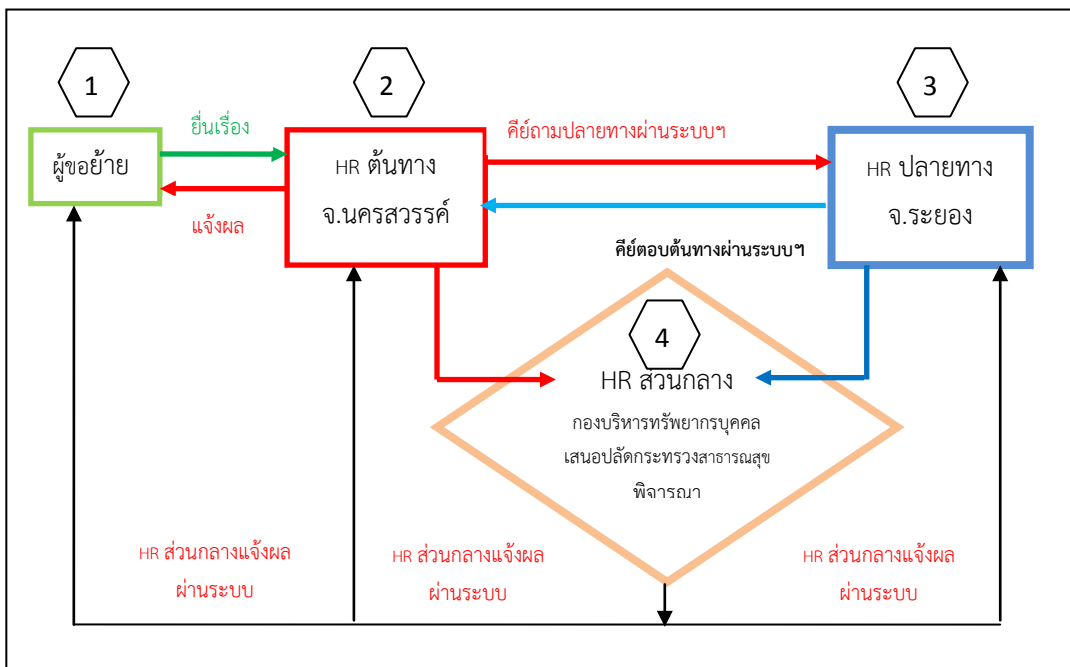 1
2
3
ยื่นเรื่อง
คีย์ถามปลายทางผ่านระบบฯ
ผู้ขอย้าย
HR ต้นทาง
จ.นครสวรรค์
HR ปลายทาง
จ.ระยอง
แจ้งผล
คีย์ตอบต้นทางผ่านระบบฯ
4
HR ส่วนกลาง
กองบริหารทรัพยากรบุคคล
เสนอปลัดกระทรวงสาธารณสุข
พิจารณา
HR ส่วนกลางแจ้งผล
ผ่านระบบ
HR ส่วนกลางแจ้งผล
ผ่านระบบ
HR ส่วนกลางแจ้งผล
ผ่านระบบ